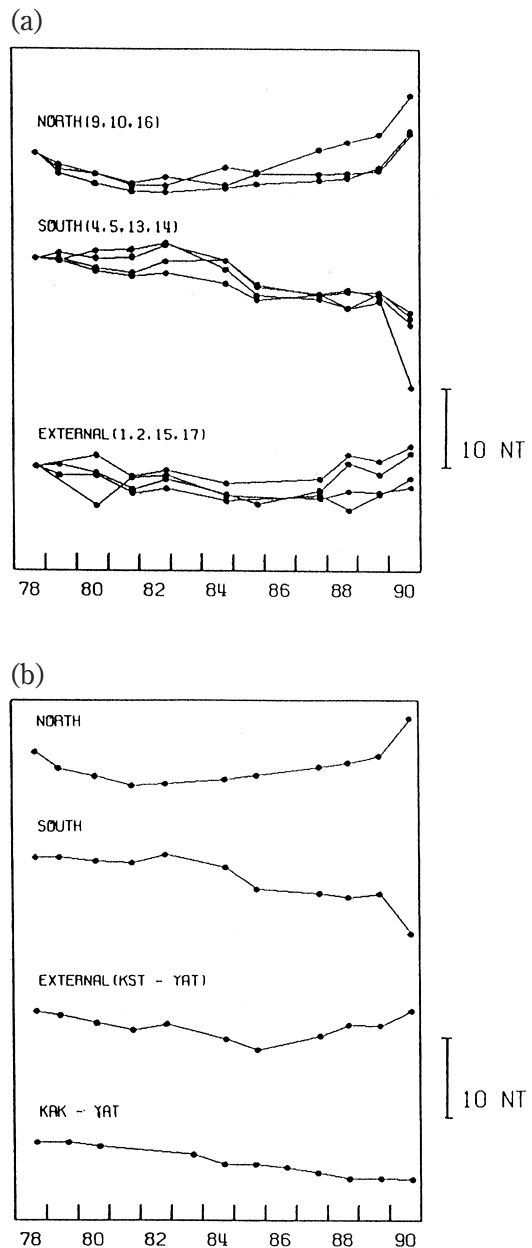 (a)
NORTH(9,10,16)
SOUTH(4,5,13,14)
EXTERNAL(1,2,15,17)
10 NT
78 80 82 84 86 88 90
(b)
NORTH
SOUTH
EXTERNAL(KST - YAT)
10 NT
KAK - YAT
78 80 82 84 86 88 90